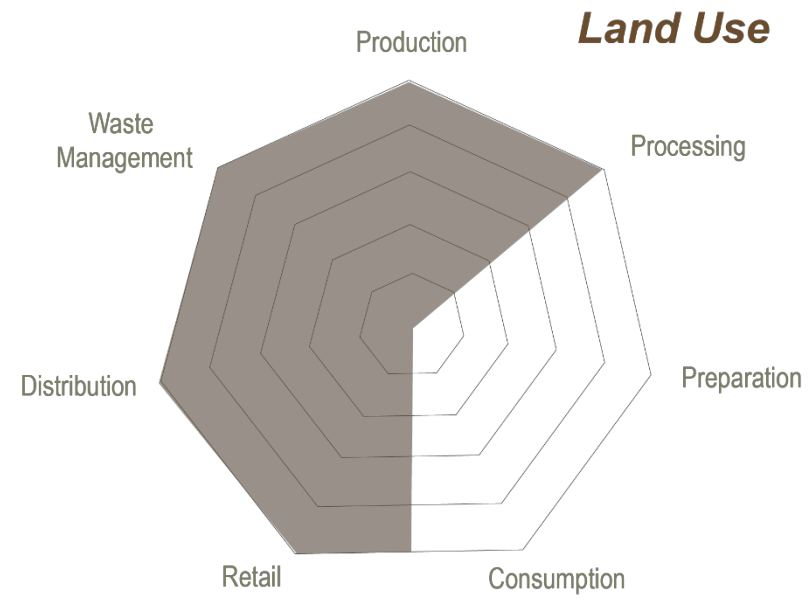 Land Use
Production
Waste
Management
Processing
Distribution
Preparation
Retail
Consumption